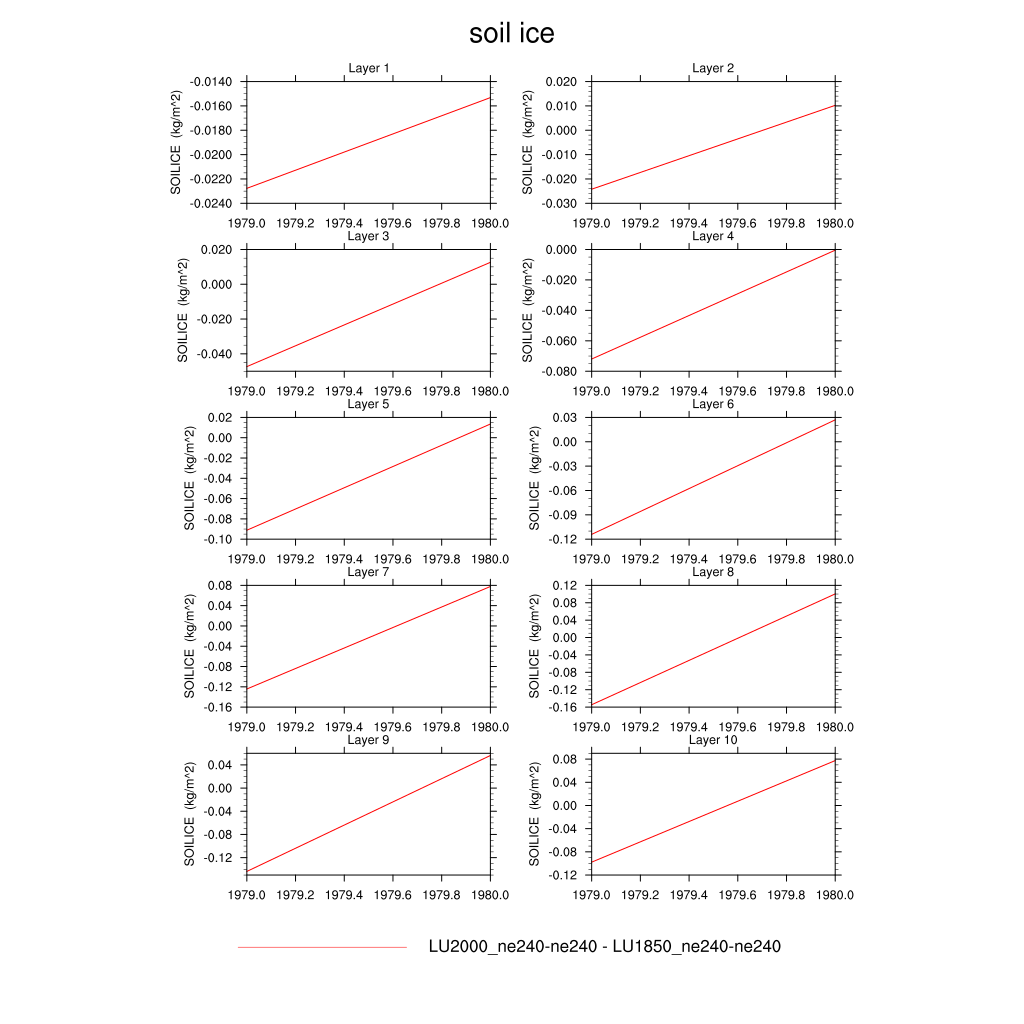 soil ice
Layer 1
SOILICE (kg/m^2)
-0.0140
-0.0160
-0.0180
-0.0200
-0.0220
-0.0240
1979.0 1979.2 1979.4 1979.6 1979.8 1980.0
Layer 2
SOILICE (kg/m^2)
0.020
0.010
0.000
-0.010
-0.020
-0.030
1979.0 1979.2 1979.4 1979.6 1979.8 1980.0
Layer 3
SOILICE (kg/m^2)
0.020
0.000
-0.020
-0.040
1979.0 1979.2 1979.4 1979.6 1979.8 1980.0
Layer 4
SOILICE (kg/m^2)
0.000
-0.020
-0.040
-0.060
-0.080
1979.0 1979.2 1979.4 1979.6 1979.8 1980.0
Layer 5
SOILICE (kg/m^2)
0.02
0.00
-0.02
-0.04
-0.06
-0.08
-0.10
1979.0 1979.2 1979.4 1979.6 1979.8 1980.0
Layer 6
SOILICE (kg/m^2)
0.03
0.00
-0.03
-0.06
-0.09
-0.12
1979.0 1979.2 1979.4 1979.6 1979.8 1980.0
Layer 7
SOILICE (kg/m^2)
0.08
0.04
0.00
-0.04
-0.08
-0.12
-0.16
1979.0 1979.2 1979.4 1979.6 1979.8 1980.0
Layer 8
SOILICE (kg/m^2)
0.12
0.08
0.04
0.00
-0.04
-0.08
-0.12
-0.16
1979.0 1979.2 1979.4 1979.6 1979.8 1980.0
Layer 9
SOILICE (kg/m^2)
0.04
0.00
-0.04
-0.08
-0.12
1979.0 1979.2 1979.4 1979.6 1979.8 1980.0
Layer 10
SOILICE (kg/m^2)
0.08
0.04
0.00
-0.04
-0.08
-0.12
1979.0 1979.2 1979.4 1979.6 1979.8 1980.0
LU2000_ne240-ne240 - LU1850_ne240-ne240